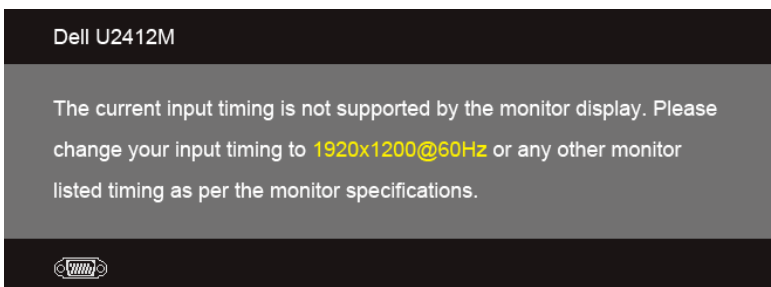 Dell U2412M
The current input timing is not supported by the monitor display. Please
change your input timing to 1920x1200@60Hz or any other monitor
listed timing as per the monitor specifications.